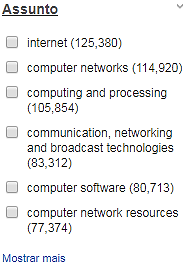 Assunto
internet (125,380)
computer networks (114,920)
computing and processing
(105,854)
communication, networking
and broadcast technologies
(83,312)
computer software (80,713)
computer network resources
(77,374)
Mostrar mais